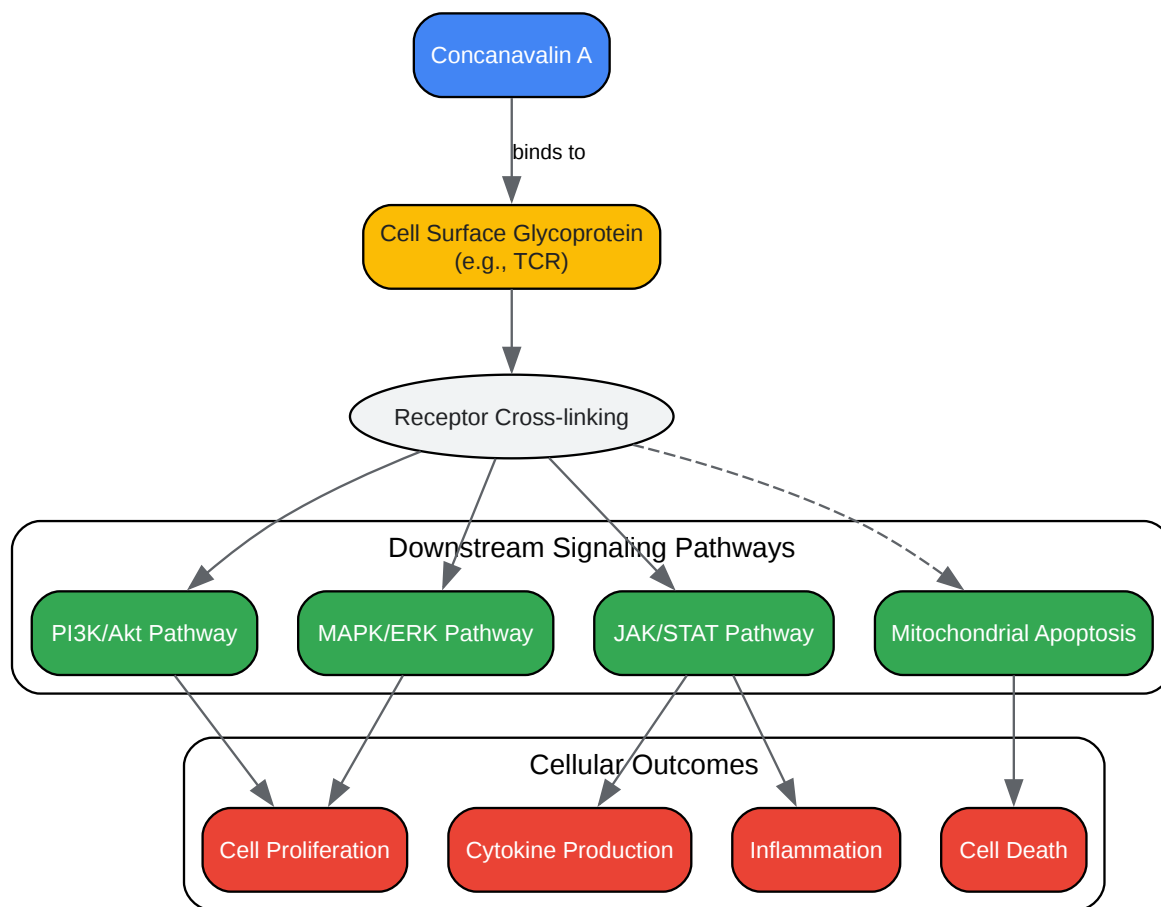 Concanavalin A
binds to
Cell Surface Glycoprotein
(e.g., TCR)
Receptor Cross-linking
Downstream Signaling Pathways
PI3K/Akt Pathway
MAPK/ERK Pathway
JAK/STAT Pathway
Mitochondrial Apoptosis
Cellular Outcomes
Cell Proliferation
Cytokine Production
Inflammation
Cell Death